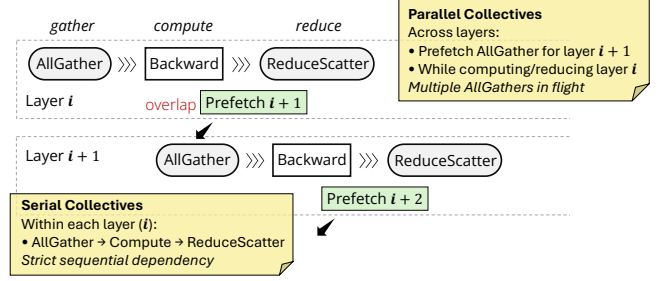 gather compute reduce
AllGather Backward ReduceScatter
Layer i
overlap Prefetch i + 1
Parallel Collectives
Across layers:
• Prefetch AllGather for layer i + 1
• While computing/reducing layer i
Multiple AllGathers in flight
Layer i + 1
AllGather Backward ReduceScatter
Prefetch i + 2
Serial Collectives
Within each layer (i):
• AllGather → Compute → ReduceScatter
Strict sequential dependency